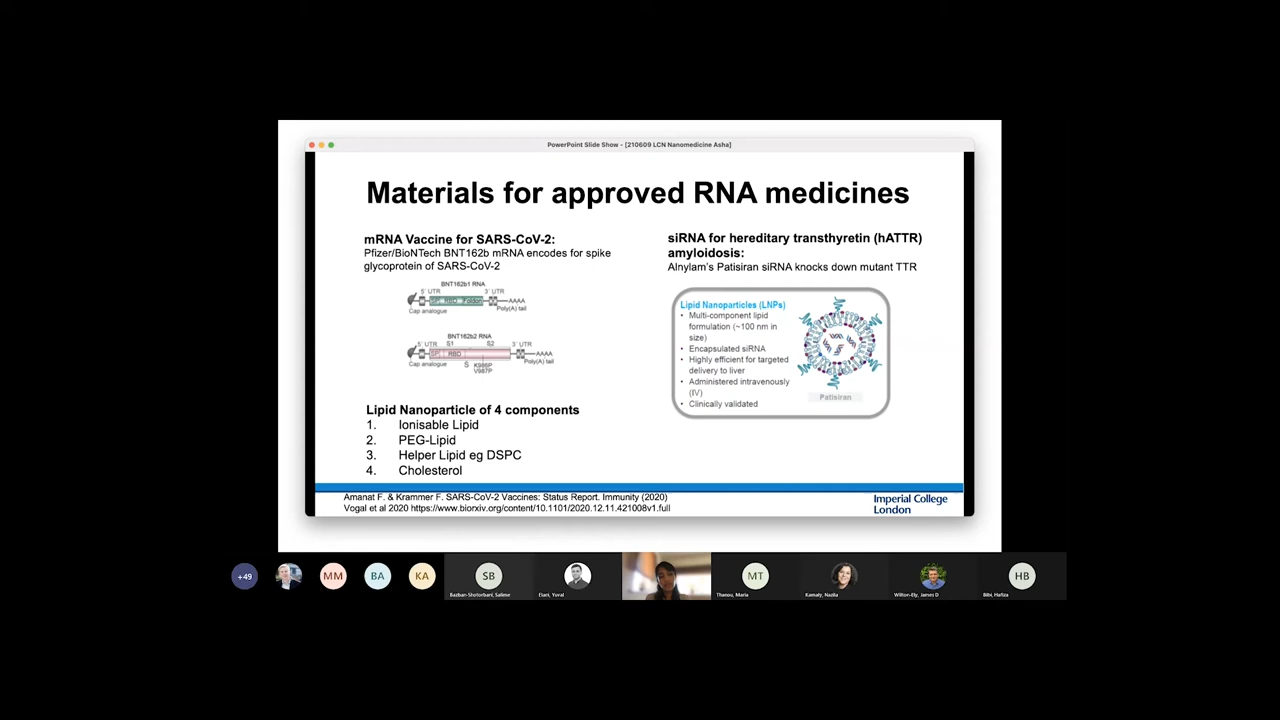 PowerPoint Slide Show - [210609 LCN Nanomedicine Asha]
Materials for approved RNA medicines
mRNA Vaccine for SARS-CoV-2:
Pfizer/BioNTech BNT162b mRNA encodes for spike
glycoprotein of SARS-CoV-2
BNT162b1 RNA
5' UTR
3' UTR
SP RBD
AAAA
Cap analogue
Poly(A) tail
BNT162b2 RNA
5' UTR S1 S2 3' UTR
SP RBD
AAAA
Cap analogue
S K986P
V987P
Poly(A) tail
Lipid Nanoparticle of 4 components
1. Ionisable Lipid
2. PEG-Lipid
3. Helper Lipid eg DSPC
4. Cholesterol
siRNA for hereditary transthyretin (hATTR)
amyloidosis:
Alnylam's Patisiran siRNA knocks down mutant TTR
Lipid Nanoparticles (LNPs)
• Multi-component lipid
formulation (~100 nm in
size)
• Encapsulated siRNA
• Highly efficient for targeted
delivery to liver
• Administered intravenously
(IV)
• Clinically validated
Patisiran
Amanat F. & Krammer F. SARS-CoV-2 Vaccines: Status Report. Immunity (2020)
Vogal et al 2020 https://www.biorxiv.org/content/10.1101/2020.12.11.421008v1.full
Imperial College
London
+49
MM
BA
KA
SB
Bazban-Shotorbani, Salime
Elani, Yuval
MT
Thanou, Maria
Kamaly, Nazila
Wilton-Ely, James D
HB
Bibi, Hafiza